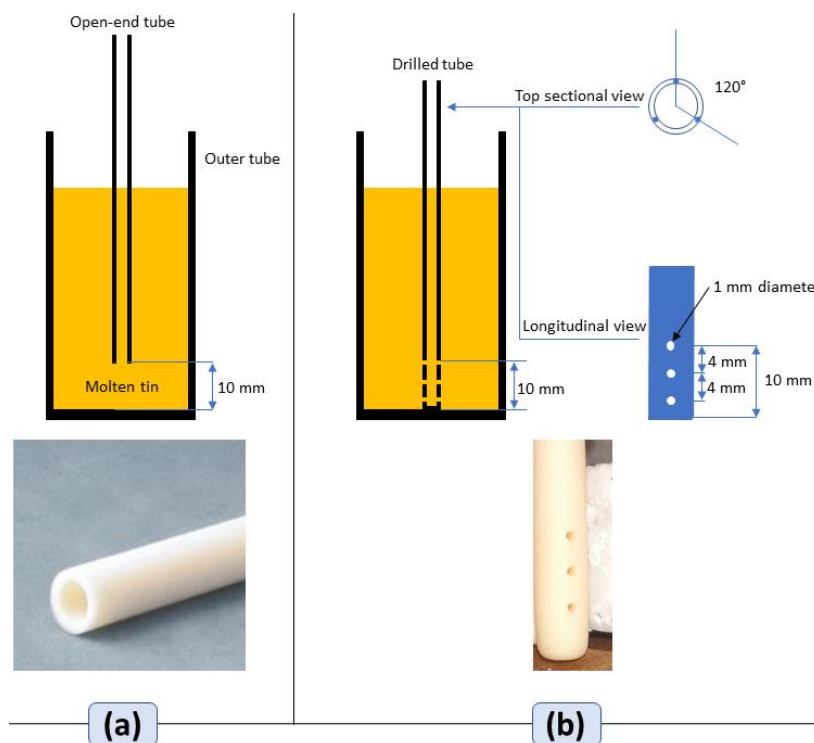 Open-end tube
Outer tube
Molten tin
10 mm
(a)
Drilled tube
Top sectional view
120°
Longitudinal view
1 mm diamete
4 mm
4 mm
10 mm
10 mm
(b)